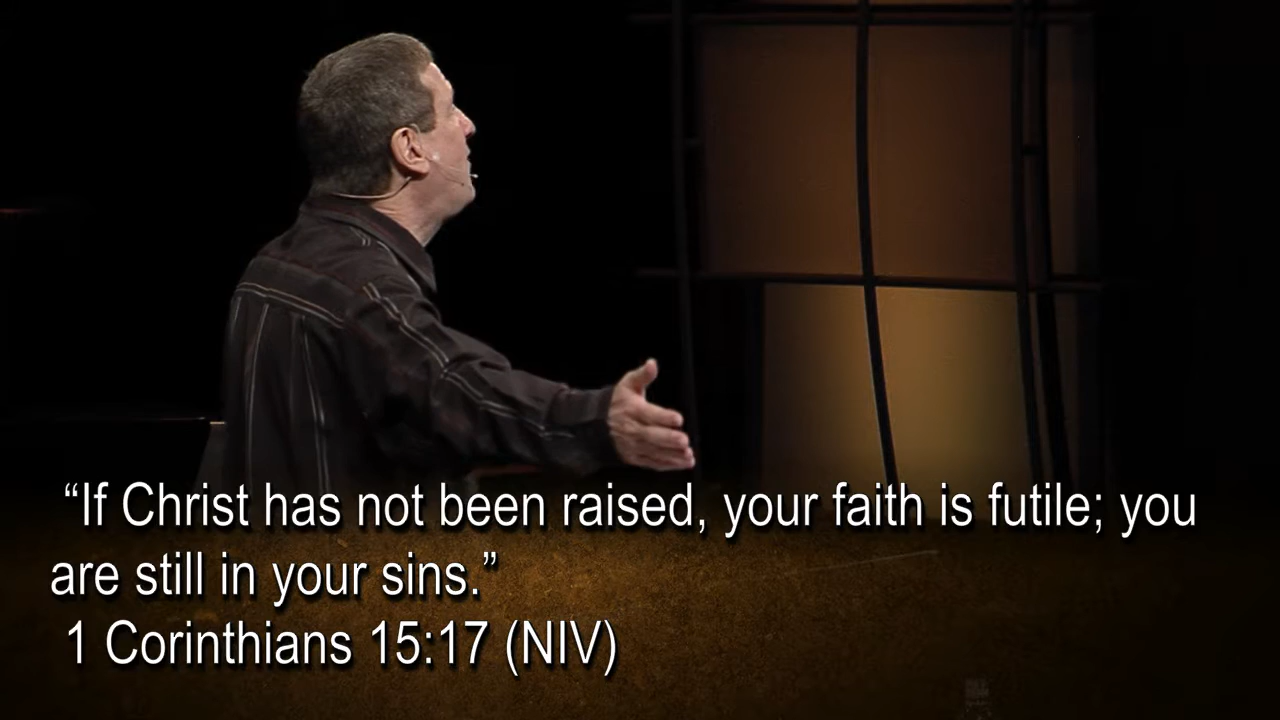 “If Christ has not been raised, your faith is futile; you
are still in your sins.”
1 Corinthians 15:17 (NIV)